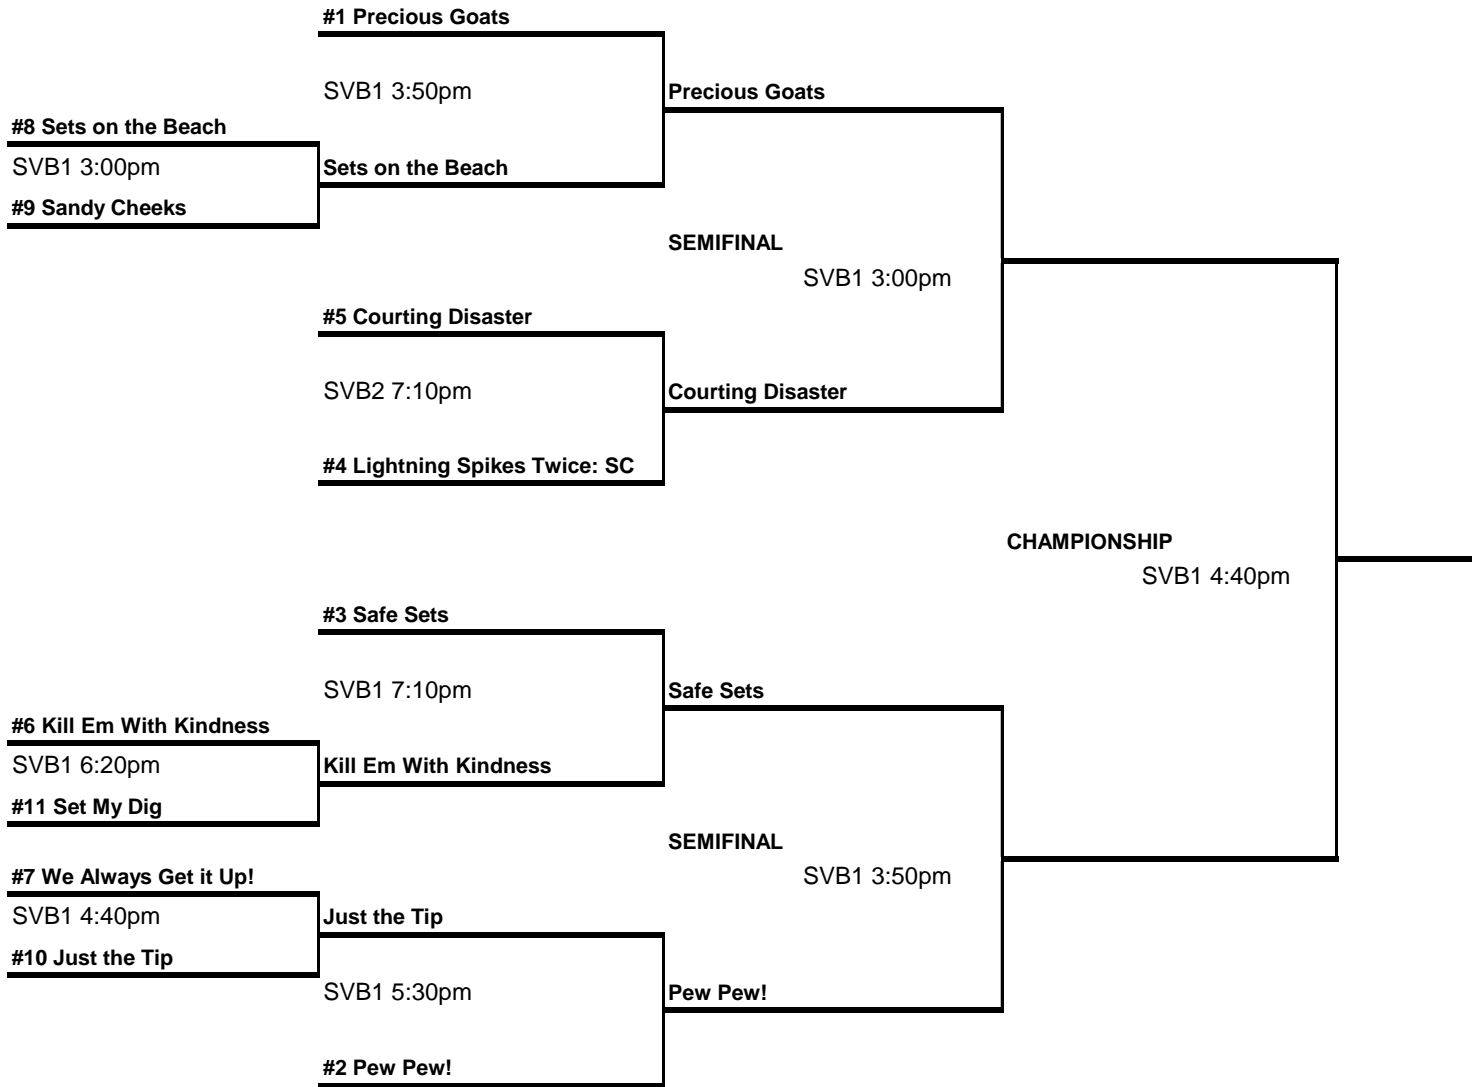 #1 Precious Goats
SVB1 3:50pm
Precious Goats
#8 Sets on the Beach
SVB1 3:00pm
Sets on the Beach
#9 Sandy Cheeks
SEMIFINAL
SVB1 3:00pm
#5 Courting Disaster
SVB2 7:10pm
Courting Disaster
#4 Lightning Spikes Twice: SC
CHAMPIONSHIP
SVB1 4:40pm
#3 Safe Sets
SVB1 7:10pm
Safe Sets
#6 Kill Em With Kindness
SVB1 6:20pm
Kill Em With Kindness
#11 Set My Dig
SEMIFINAL
SVB1 3:50pm
#7 We Always Get it Up!
SVB1 4:40pm
Just the Tip
#10 Just the Tip
SVB1 5:30pm
Pew Pew!
#2 Pew Pew!